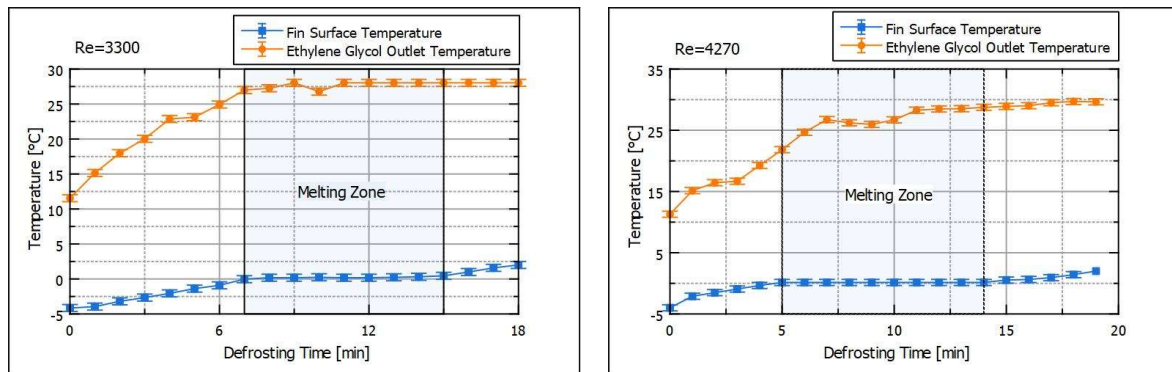 Re=3300
Fin Surface Temperature
Ethylene Glycol Outlet Temperature
30
25
20
15
10
5
0
-5
Temperature [°C]
Melting Zone
0
6
12
18
Defrosting Time [min]
Re=4270
Fin Surface Temperature
Ethylene Glycol Outlet Temperature
35
25
15
5
-5
Temperature [°C]
Melting Zone
0
5
10
15
20
Defrosting Time [min]